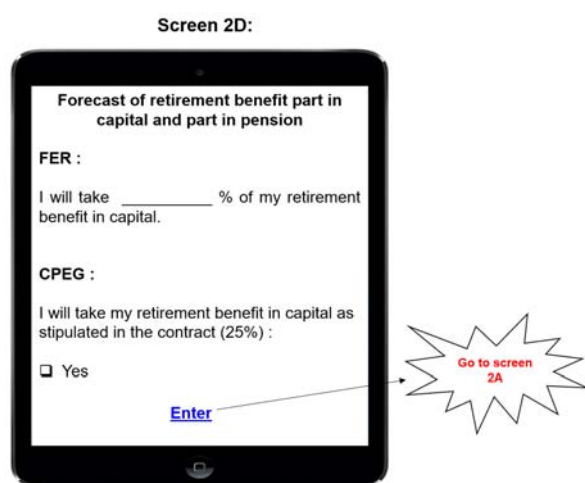 Screen 2D:
Forecast of retirement benefit part in
capital and part in pension
FER :
I will take __________ % of my retirement
benefit in capital.
CPEG :
I will take my retirement benefit in capital as
stipulated in the contract (25%) :
❑ Yes
Enter
Go to screen
2A